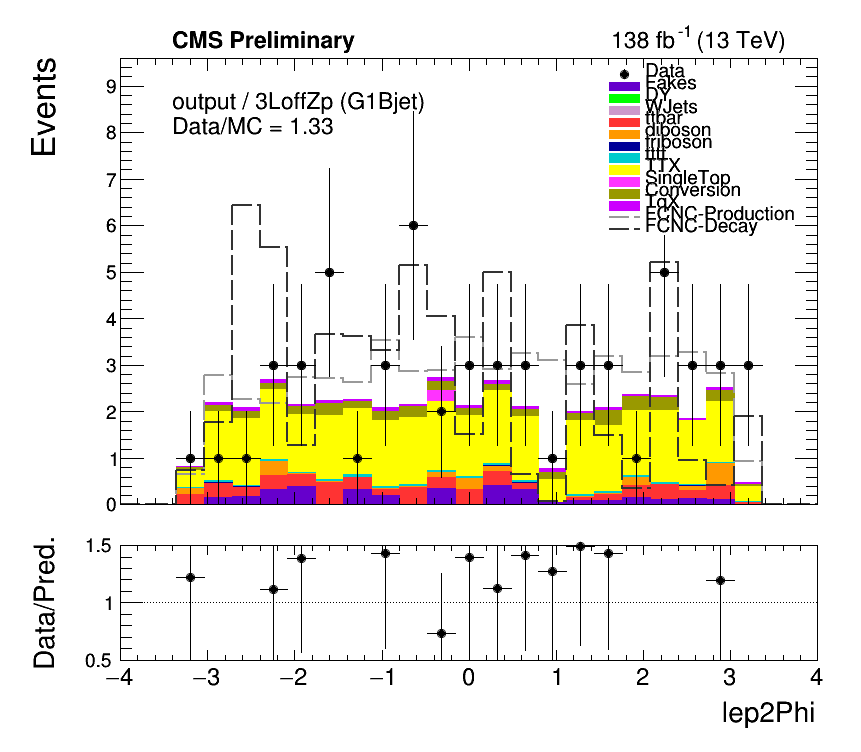 CMS Preliminary 138 fb⁻¹ (13 TeV)
Events
output / 3LoffZp (G1Bjet)
Data/MC = 1.33
Data
Fakes
DY
WJets
ttbar
diboson
triboson
tttt
TTX
SingleTop
Conversion
TqX
FCNC-Production
FCNC-Decay
9
8
7
6
5
4
3
2
1
0
Data/Pred.
1.5
1
0.5
−4 −3 −2 −1 0 1 2 3 4
lep2Phi